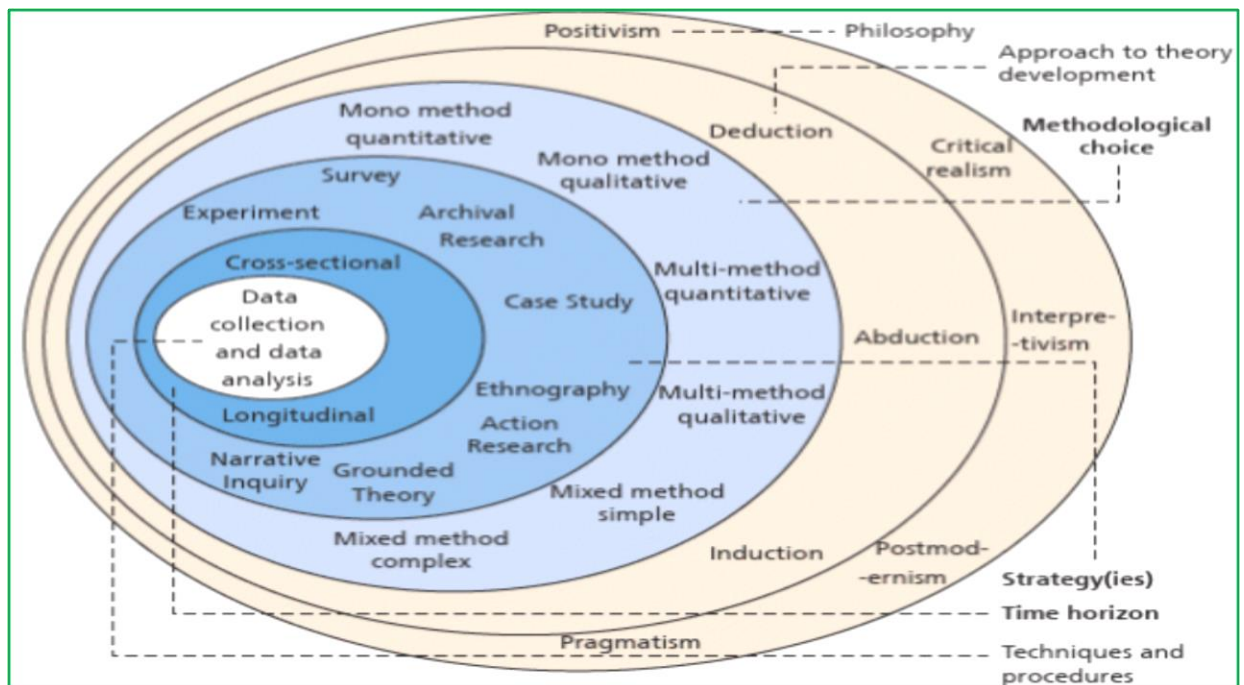 Positivism
Philosophy
Approach to theory
development
Mono method
quantitative
Deduction
Methodological
choice
Critical
realism
Mono method
qualitative
Survey
Experiment
Archival
Research
Cross-sectional
Multi-method
quantitative
Data
collection
and data
analysis
Case Study
Abduction
Interpre-
-tivism
Ethnography
Multi-method
qualitative
Longitudinal
Action
Research
Narrative
Inquiry
Grounded
Theory
Mixed method
simple
Mixed method
complex
Induction
Postmod-
-ernism
Strategy(ies)
Time horizon
Pragmatism
Techniques and
procedures